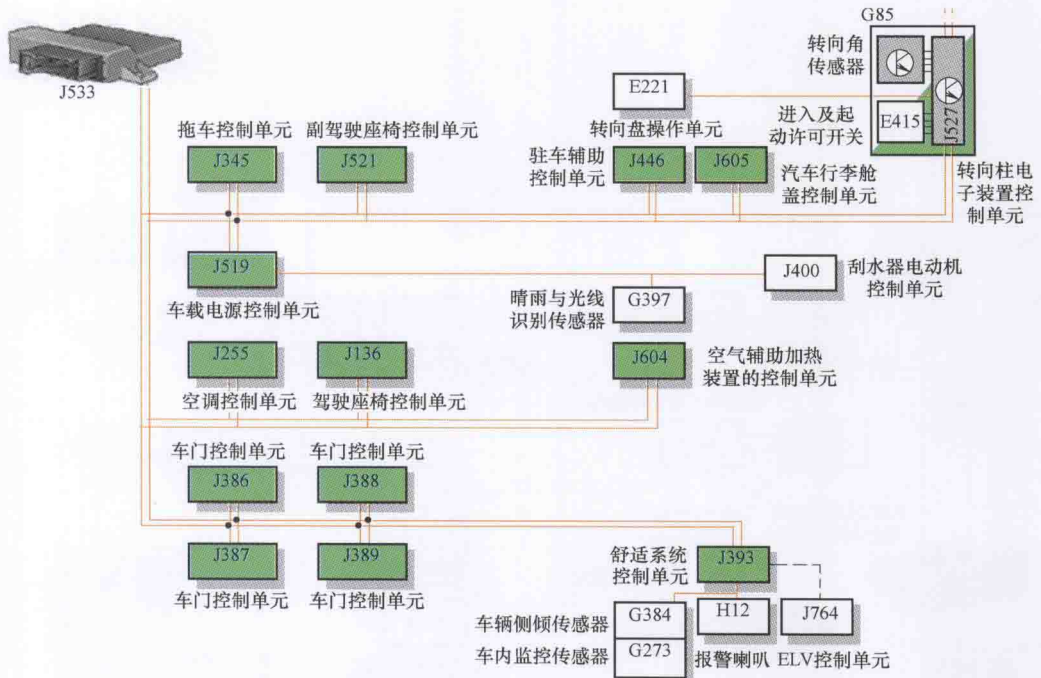 G85
转向角
传感器
J533
E221
进入及起
动许可开关
E415
J527
拖车控制单元
副驾驶座椅控制单元
转向盘操作单元
J345
J521
驻车辅助
控制单元
J446
J605
汽车行李舱
盖控制单元
转向柱电
子装置控
制单元
J519
车载电源控制单元
J400
刮水器电动机
控制单元
晴雨与光线
识别传感器
G397
J255
J136
J604
空气辅助加热
装置的控制单元
空调控制单元
驾驶座椅控制单元
车门控制单元
车门控制单元
J386
J388
J387
J389
车门控制单元
车门控制单元
舒适系统
控制单元
J393
车辆侧倾传感器
G384
H12
J764
车内监控传感器
G273
报警喇叭
ELV控制单元